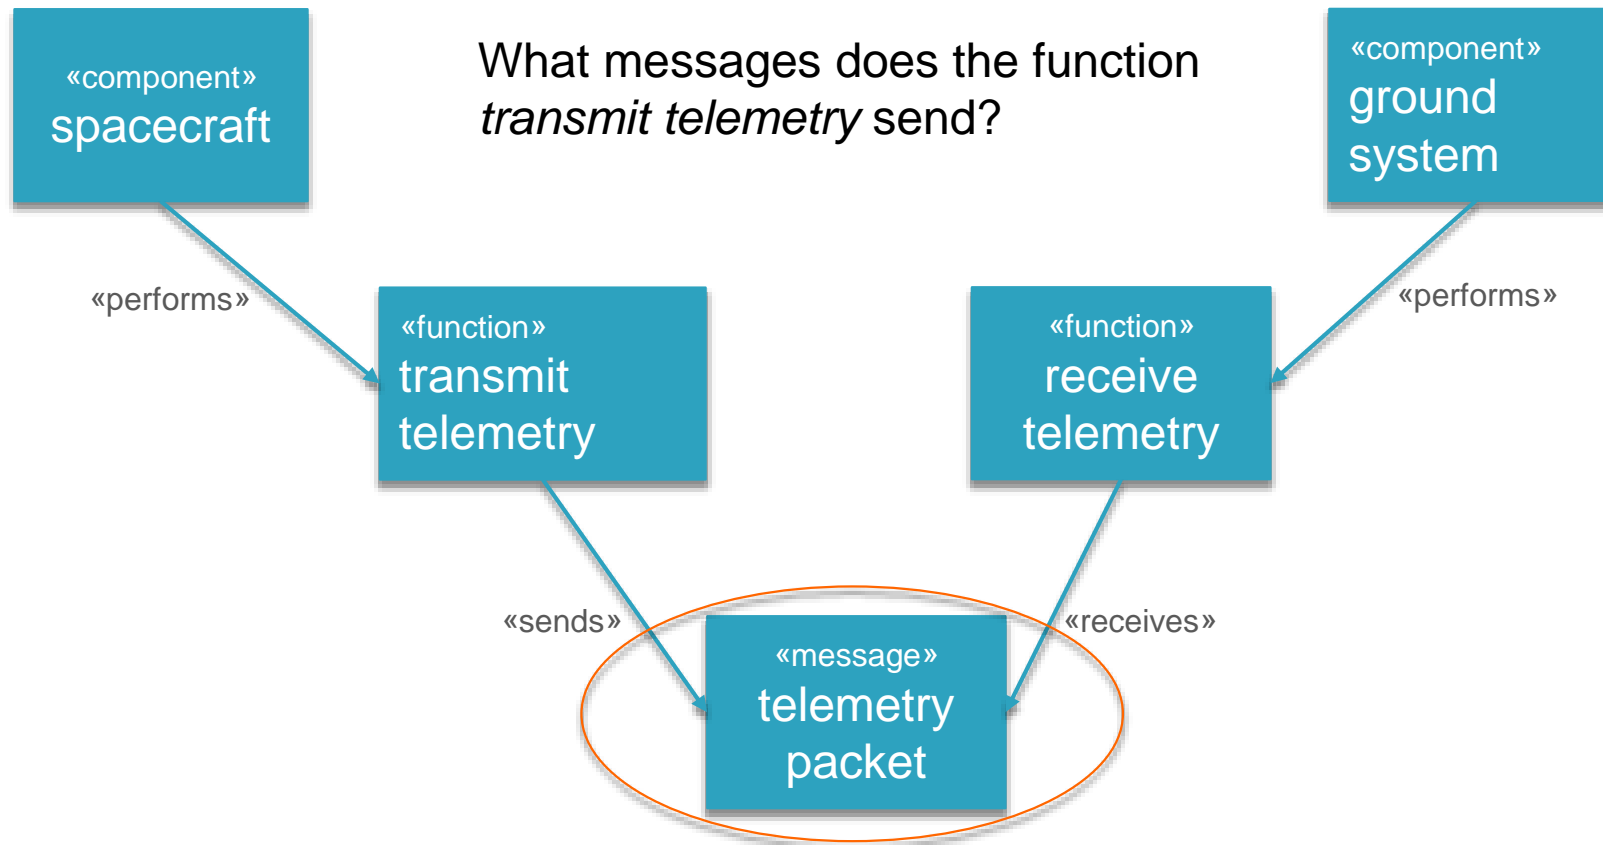 «component»
spacecraft
What messages does the function
transmit telemetry send?
«component»
ground
system
«performs»
«performs»
«function»
transmit
telemetry
«function»
receive
telemetry
«sends»
«receives»
«message»
telemetry
packet